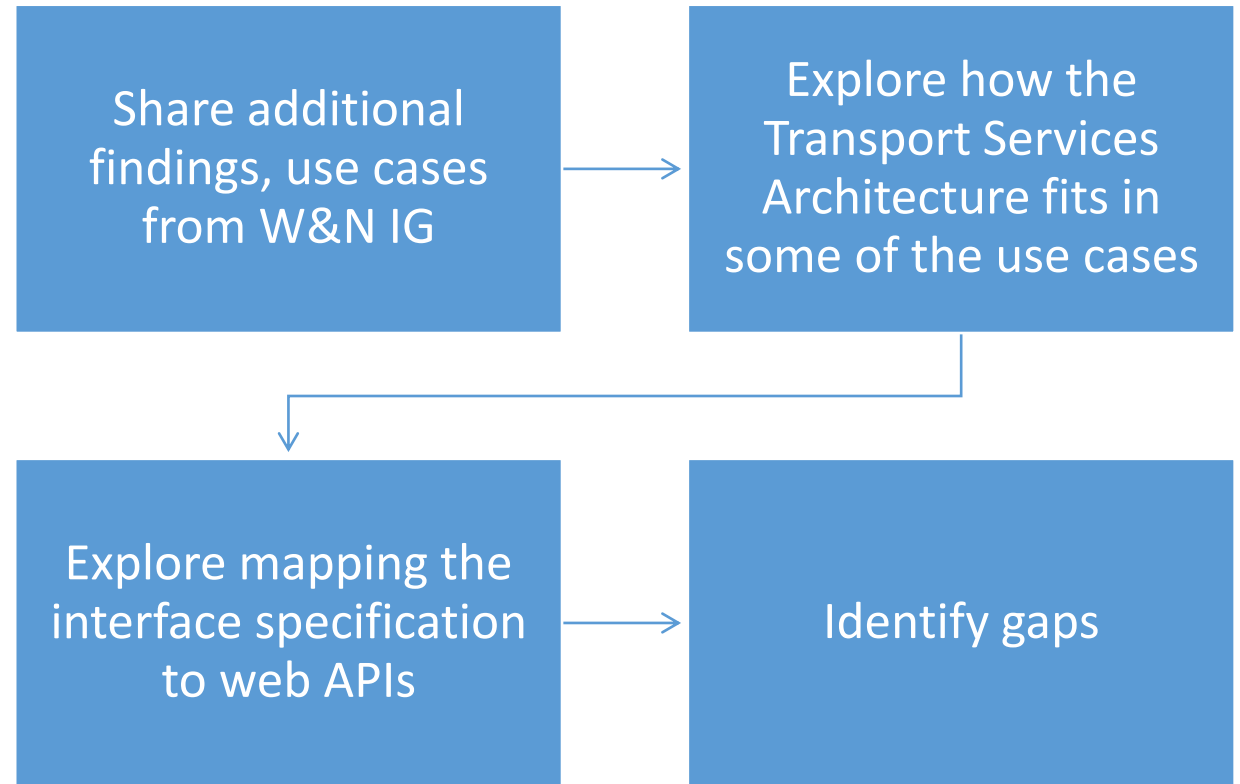 Share additional
findings, use cases
from W&N IG
Explore how the
Transport Services
Architecture fits in
some of the use cases
Explore mapping the
interface specification
to web APIs
Identify gaps